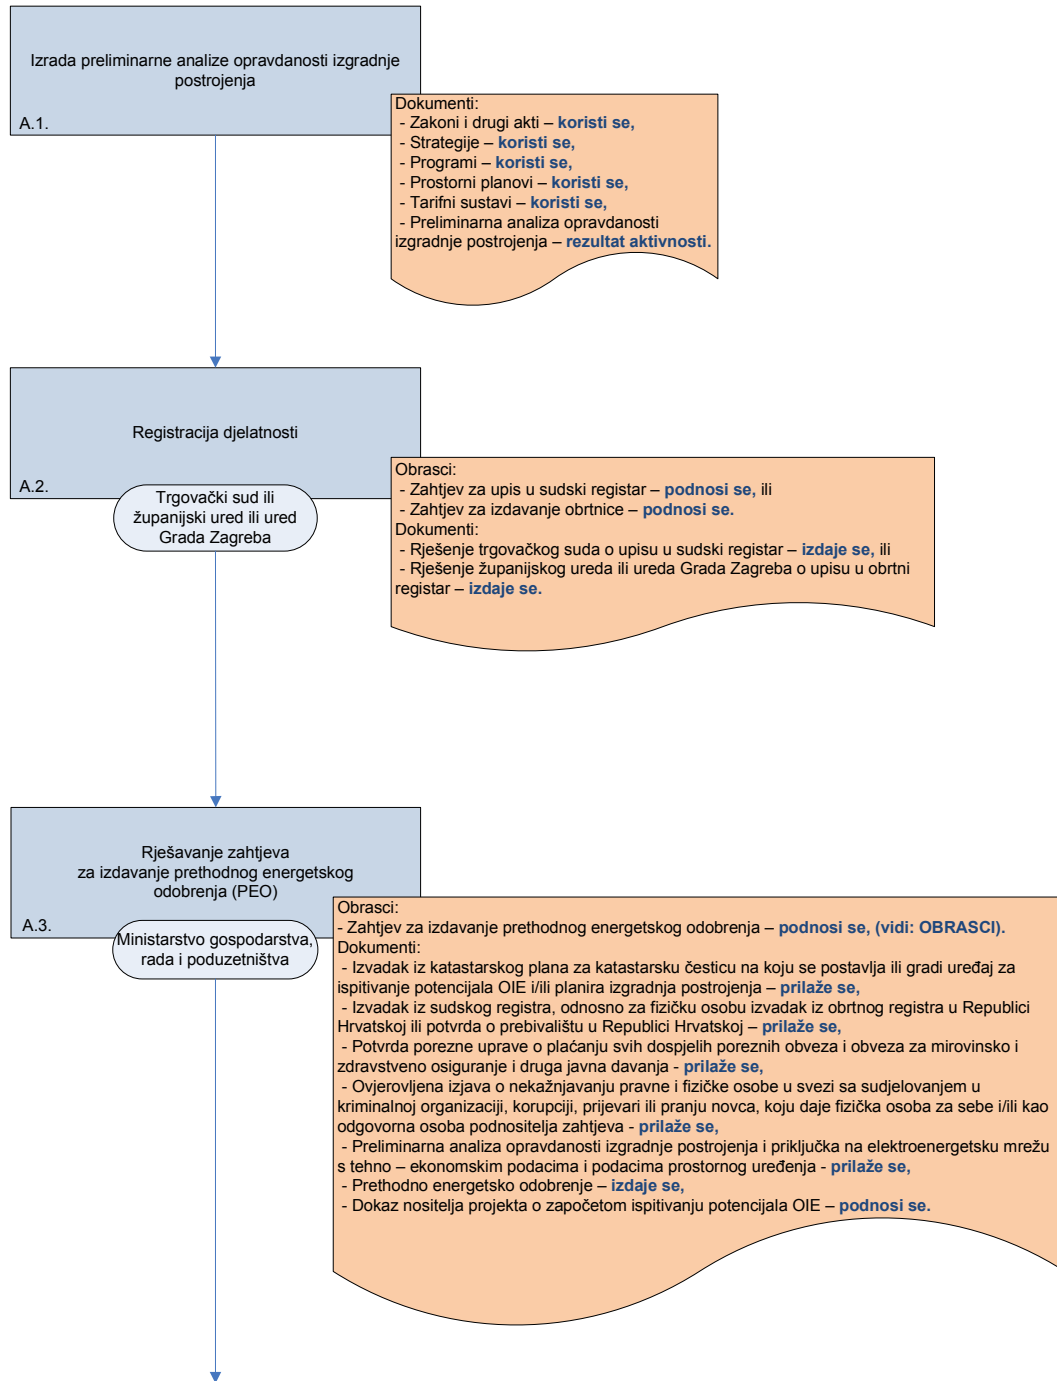 Izrada preliminarne analize opravdanosti izgradnje
postrojenja
A.1.
Dokumenti:
- Zakoni i drugi akti – koristi se,
- Strategije – koristi se,
- Programi – koristi se,
- Prostorni planovi – koristi se,
- Tarifni sustavi – koristi se,
- Preliminarna analiza opravdanosti
izgradnje postrojenja – rezultat aktivnosti.
Registracija djelatnosti
A.2.
Trgovački sud ili
županijski ured ili ured
Grada Zagreba
Obrasci:
- Zahtjev za upis u sudski registar – podnosi se, ili
- Zahtjev za izdavanje obrtnice – podnosi se.
Dokumenti:
- Rješenje trgovačkog suda o upisu u sudski registar – izdaje se, ili
- Rješenje županijskog ureda ili ureda Grada Zagreba o upisu u obrtni
registar – izdaje se.
Rješavanje zahtjeva
za izdavanje prethodnog energetskog
odobrenja (PEO)
A.3.
Ministarstvo gospodarstva,
rada i poduzetništva
Obrasci:
- Zahtjev za izdavanje prethodnog energetskog odobrenja – podnosi se, (vidi: OBRASCI).
Dokumenti:
- Izvadak iz katastarskog plana za katastarsku česticu na koju se postavlja ili gradi uređaj za
ispitivanje potencijala OIE i/ili planira izgradnja postrojenja – prilaže se,
- Izvadak iz sudskog registra, odnosno za fizičku osobu izvadak iz obrtnog registra u Republici
Hrvatskoj ili potvrda o prebivalištu u Republici Hrvatskoj – prilaže se,
- Potvrda porezne uprave o plaćanju svih dospjelih poreznih obveza i obveza za mirovinsko i
zdravstveno osiguranje i druga javna davanja - prilaže se,
- Ovjerovljena izjava o nekažnjavanju pravne i fizičke osobe u svezi sa sudjelovanjem u
kriminalnoj organizaciji, korupciji, prijevari ili pranju novca, koju daje fizička osoba za sebe i/ili kao
odgovorna osoba podnositelja zahtjeva - prilaže se,
- Preliminarna analiza opravdanosti izgradnje postrojenja i priključka na elektroenergetsku mrežu
s tehno – ekonomskim podacima i podacima prostornog uređenja - prilaže se,
- Prethodno energetsko odobrenje – izdaje se,
- Dokaz nositelja projekta o započetom ispitivanju potencijala OIE – podnosi se.